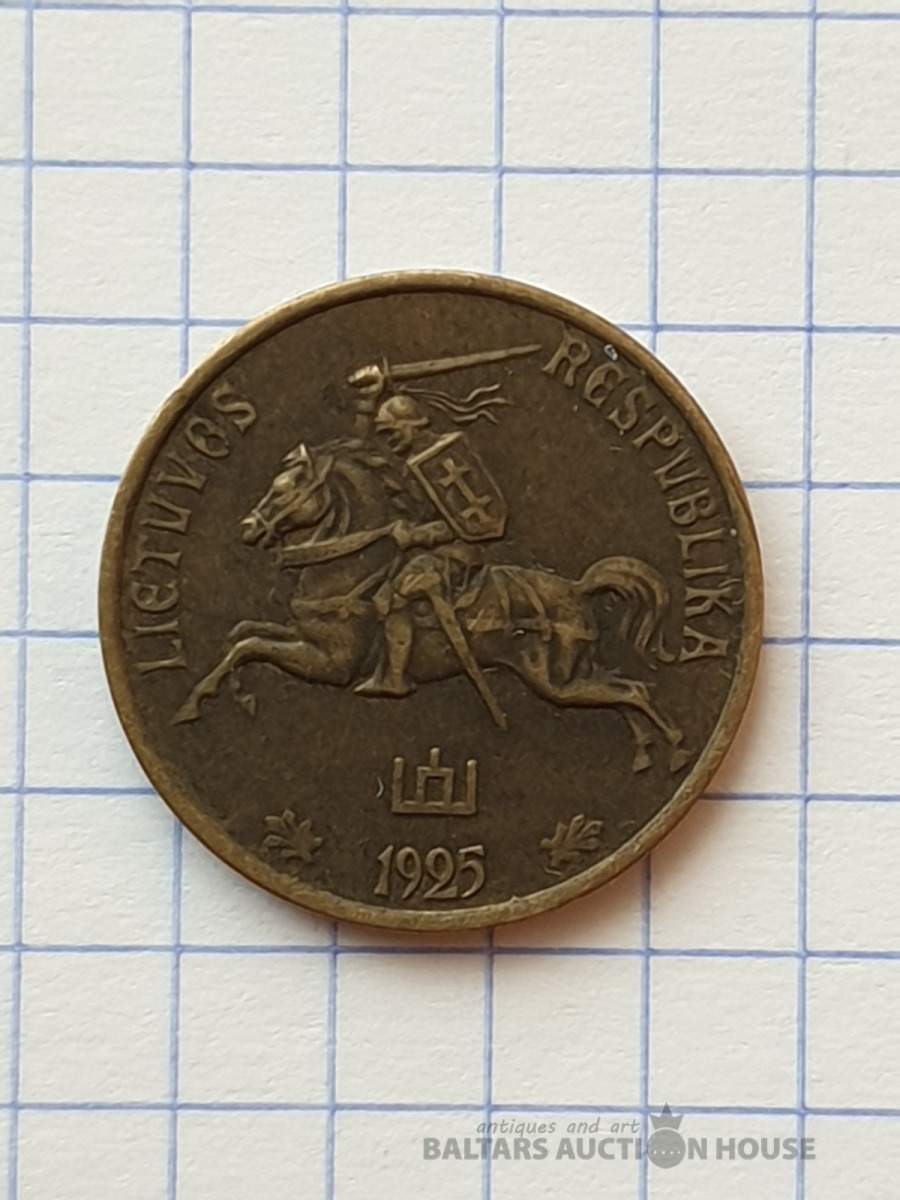 LIETUVOS RESPUBLIKA
1925
antiques and art
BALTARS AUCTION HOUSE